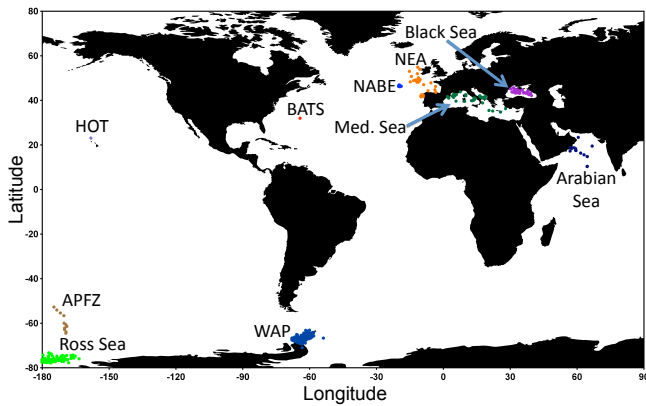 80
60
40
20
0
-20
-40
-60
-80
Latitude
Black Sea
NEA
NABE
BATS
Med. Sea
HOT
Arabian
Sea
APFZ
Ross Sea
WAP
-180
-150
-120
-90
-60
-30
0
30
60
90
Longitude